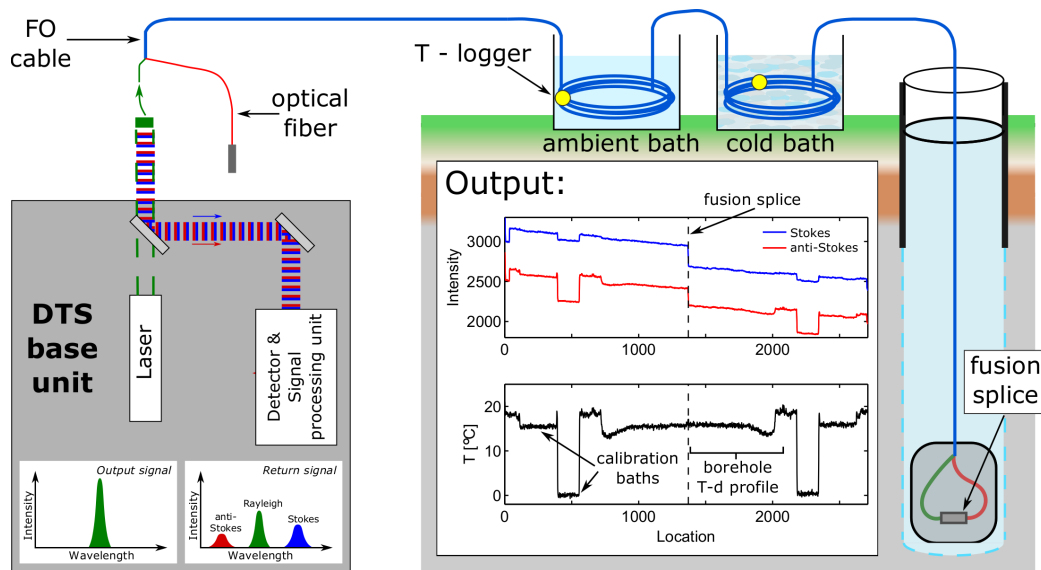 FO
cable
T - logger
optical
fiber
ambient bath
cold bath
DTS
base
unit
Laser
Detector &
Signal
processing unit
Output signal
Intensity
Wavelength
Return signal
Intensity
anti-
Stokes
Rayleigh
Stokes
Wavelength
Output:
fusion splice
Stokes
anti-Stokes
Intensity
3000
2500
2000
0
1000
2000
T [ºC]
20
15
0
calibration
baths
borehole
T-d profile
0
1000
2000
Location
fusion
splice